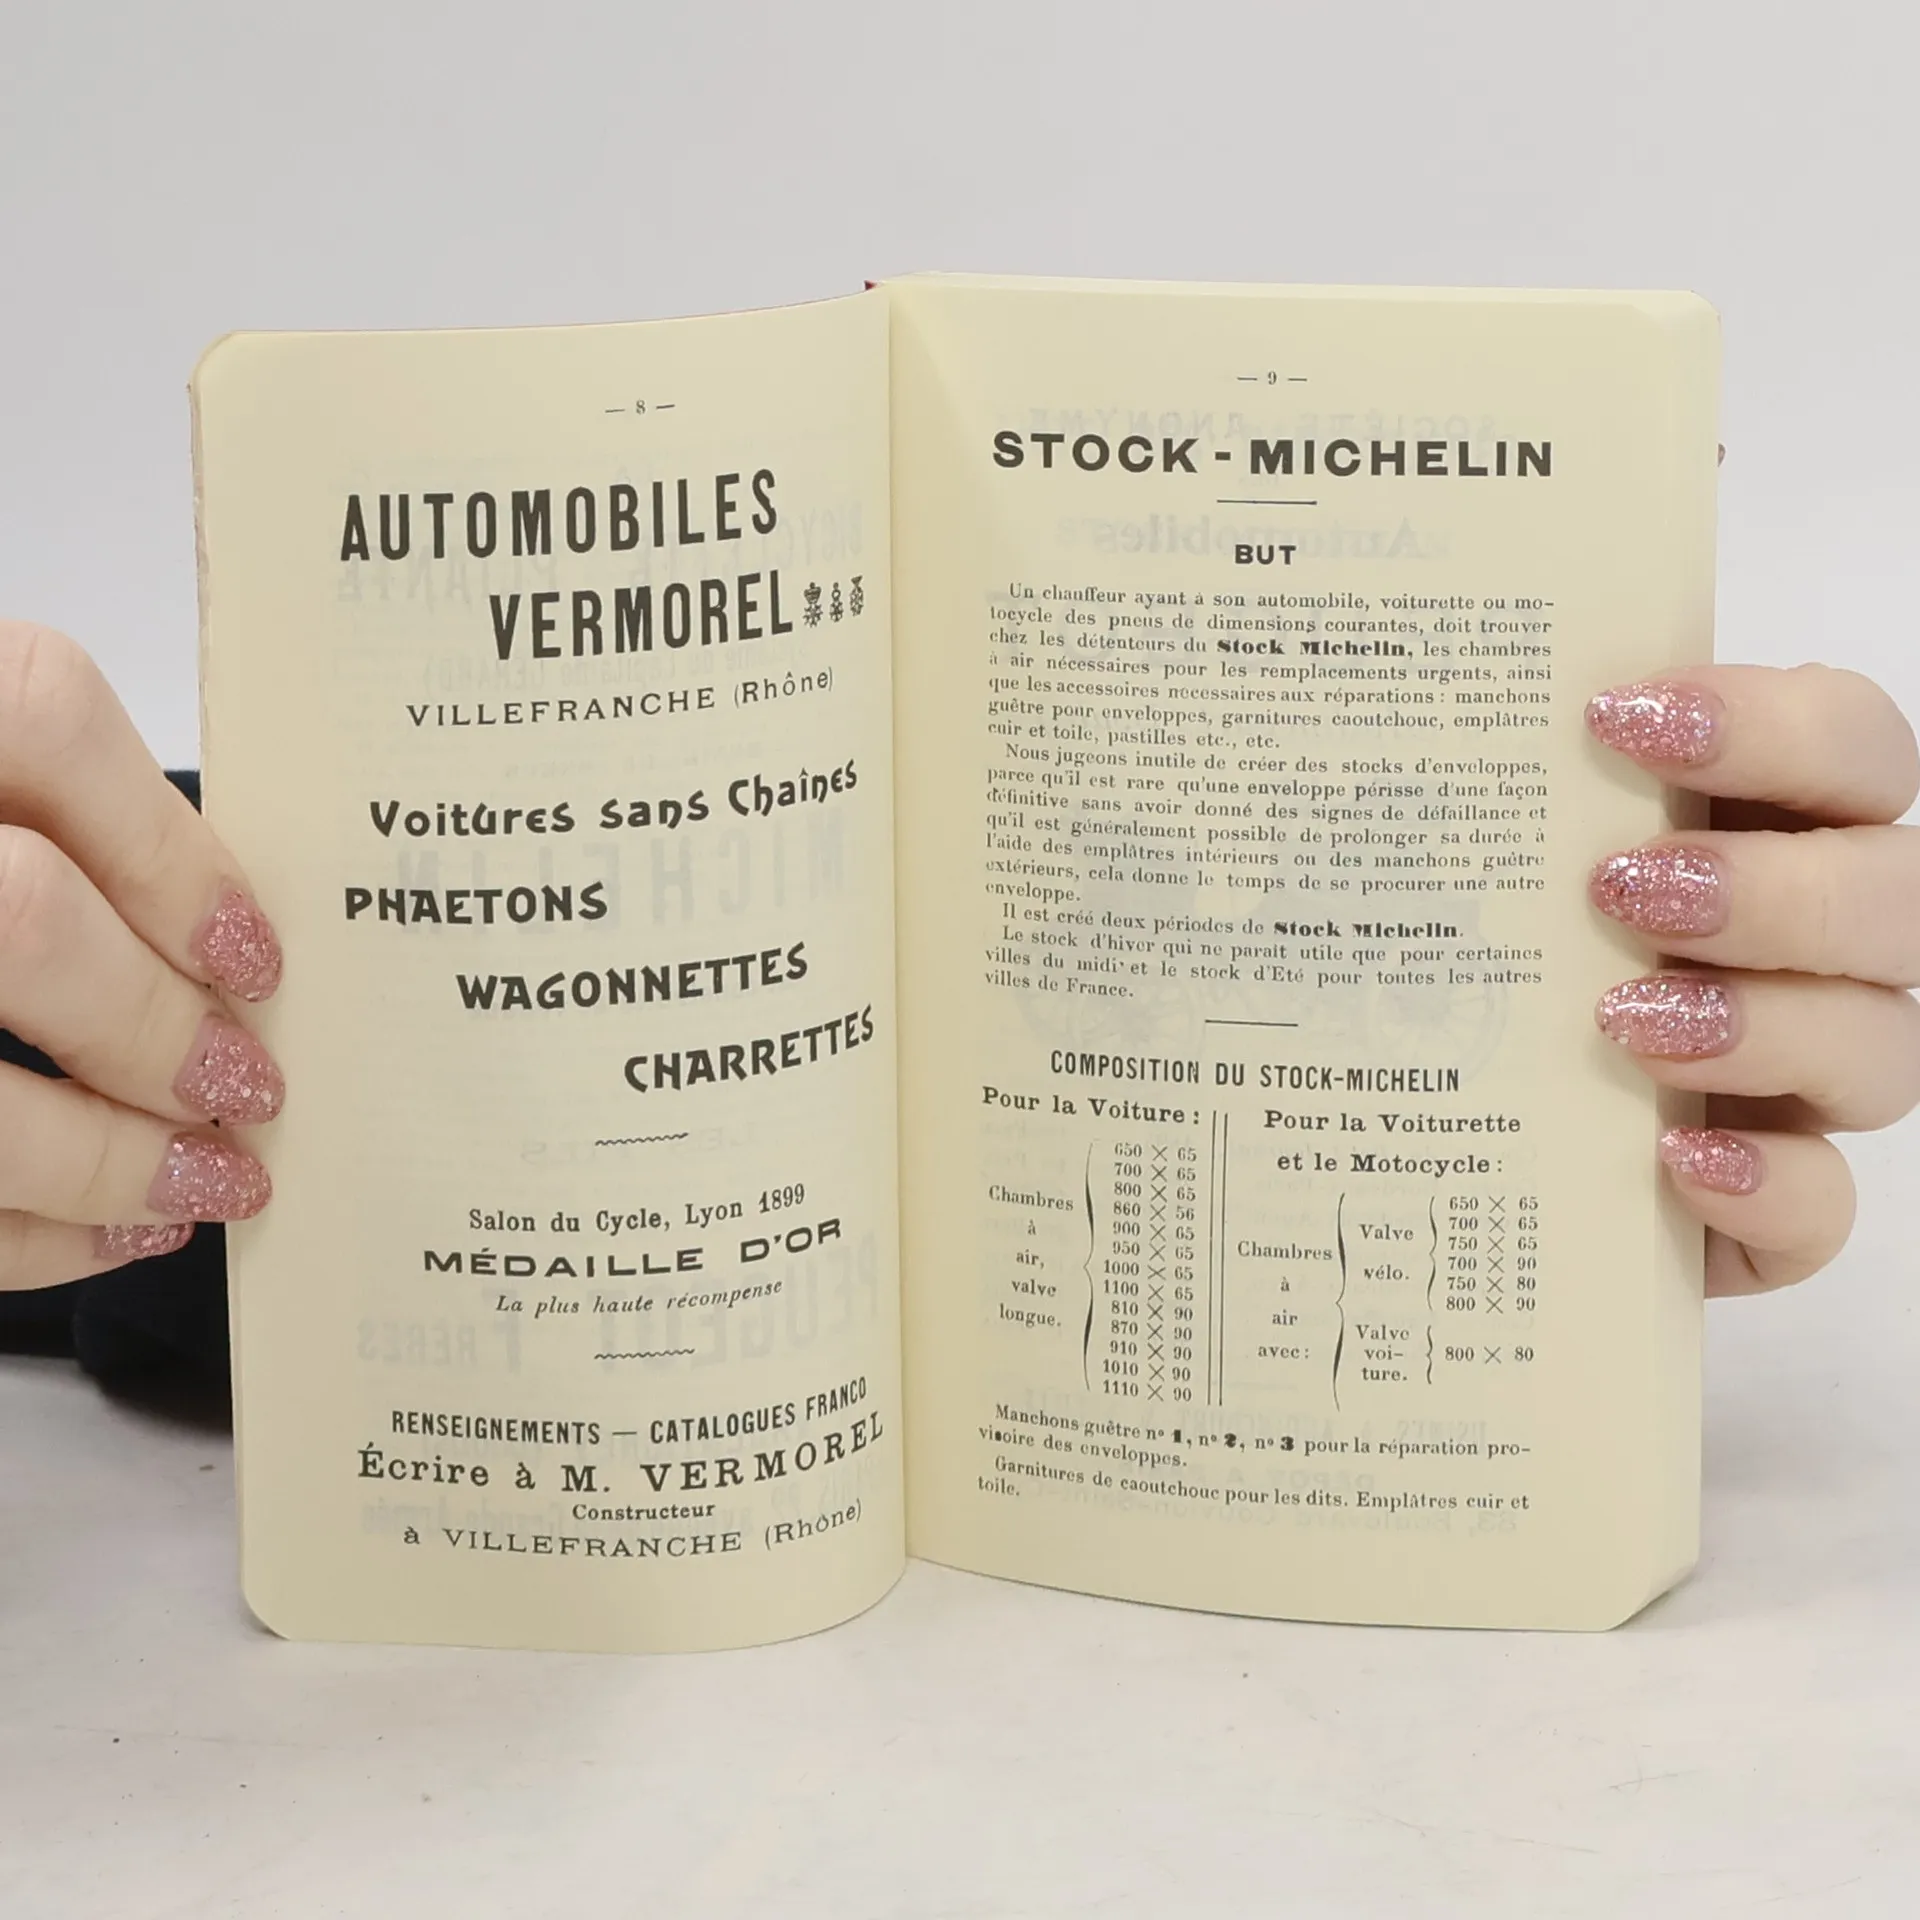 — 8 —
AUTOMOBILES
VERMOREL
VILLEFRANCHE (Rhône)
Voitures sans Chaînes
PHAETONS
WAGONNETTES
CHARRETTES
Salon du Cycle, Lyon 1899
MÉDAILLE D'OR
La plus haute récompense
RENSEIGNEMENTS — CATALOGUES FRANCO
Écrire à M. VERMOREL
Constructeur
à VILLEFRANCHE (Rhône)
— 9 —
STOCK - MICHELIN
BUT
Un chauffeur ayant à son automobile, voiturette ou mo-
tocycle des pneus de dimensions courantes, doit trouver
chez les détenteurs du Stock Michelin, les chambres
à air nécessaires pour les remplacements urgents, ainsi
que les accessoires necessaires aux réparations : manchons
guêtre pour enveloppes, garnitures caoutchouc, emplâtres
cuir et toile, pastilles etc., etc.
Nous jugeons inutile de créer des stocks d'enveloppes,
parce qu'il est rare qu'une enveloppe périsse d'une façon
définitive sans avoir donné des signes de défaillance et
qu'il est généralement possible de prolonger sa durée à
l'aide des emplâtres intérieurs ou des manchons guêtre
extérieurs, cela donne le temps de se procurer une autre
enveloppe.
Il est créé deux périodes de Stock Michelin.
Le stock d'hiver qui ne parait utile que pour certaines
villes du midi et le stock d'Eté pour toutes les autres
villes de France.
COMPOSITION DU STOCK-MICHELIN
Pour la Voiture :
Chambres
à
air,
valve
longue.
650 × 65
700 × 65
800 × 65
860 × 56
900 × 65
950 × 65
1000 × 65
1100 × 65
810 × 90
870 × 90
910 × 90
1010 × 90
1110 × 90
Pour la Voiturette
et le Motocycle :
Chambres
à
air
avec :
Valve
vélo.
650 × 65
700 × 65
750 × 65
700 × 90
750 × 80
800 × 90
Valve
voi-
ture.
800 × 80
Manchons guêtre nº 1, nº 2, nº 3 pour la réparation pro-
visoire des enveloppes.
Garnitures de caoutchouc pour les dits. Emplâtres cuir et
toile.